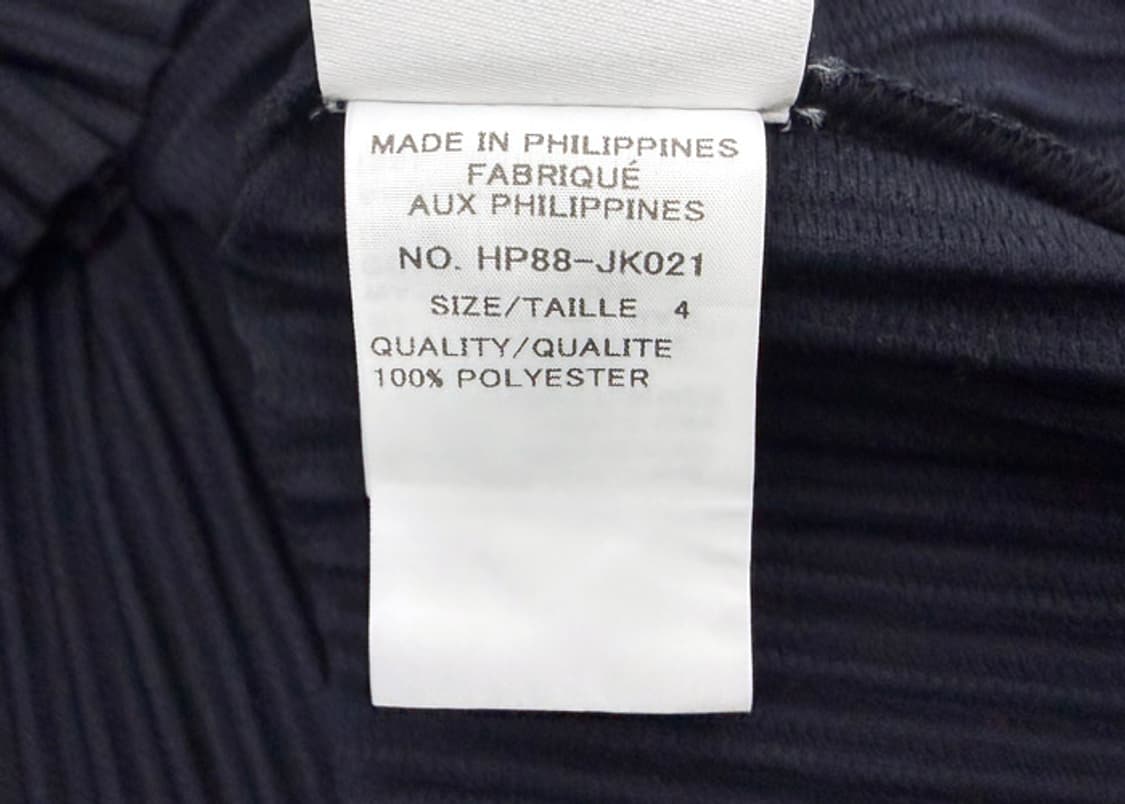 MADE IN PHILIPPINES
FABRIQUÉ
AUX PHILIPPINES
NO. HP88-JK021
SIZE/TAILLE 4
QUALITY/QUALITE
100% POLYESTER